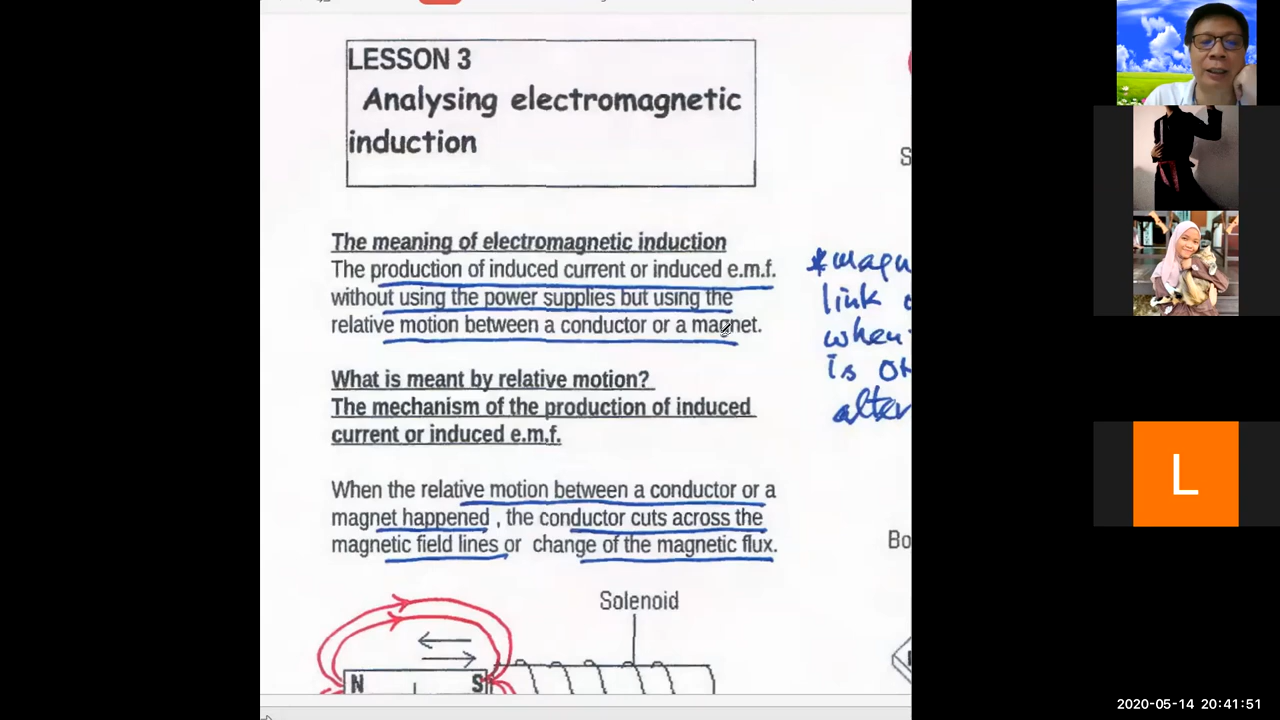 LESSON 3
Analysing electromagnetic
induction
The meaning of electromagnetic induction
The production of induced current or induced e.m.f.
without using the power supplies but using the
relative motion between a conductor or a magnet.
What is meant by relative motion?
The mechanism of the production of induced
current or induced e.m.f.
When the relative motion between a conductor or a
magnet happened , the conductor cuts across the
magnetic field lines or change of the magnetic flux.
Solenoid
N S
S
*magn
link
when
is
alter
Bo
L
2020-05-14 20:41:51